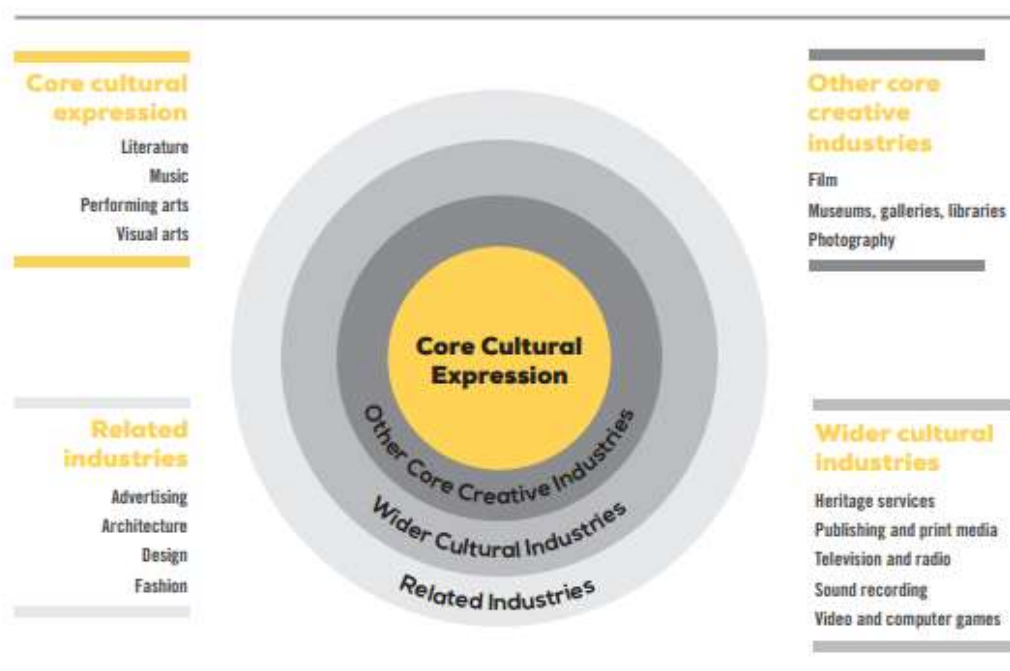 Core cultural
expression
Literature
Music
Performing arts
Visual arts
Other core
creative
industries
Film
Museums, galleries, libraries
Photography
Core Cultural
Expression
Other Core Creative Industries
Wider Cultural Industries
Related Industries
Related
industries
Advertising
Architecture
Design
Fashion
Wider cultural
industries
Heritage services
Publishing and print media
Television and radio
Sound recording
Video and computer games